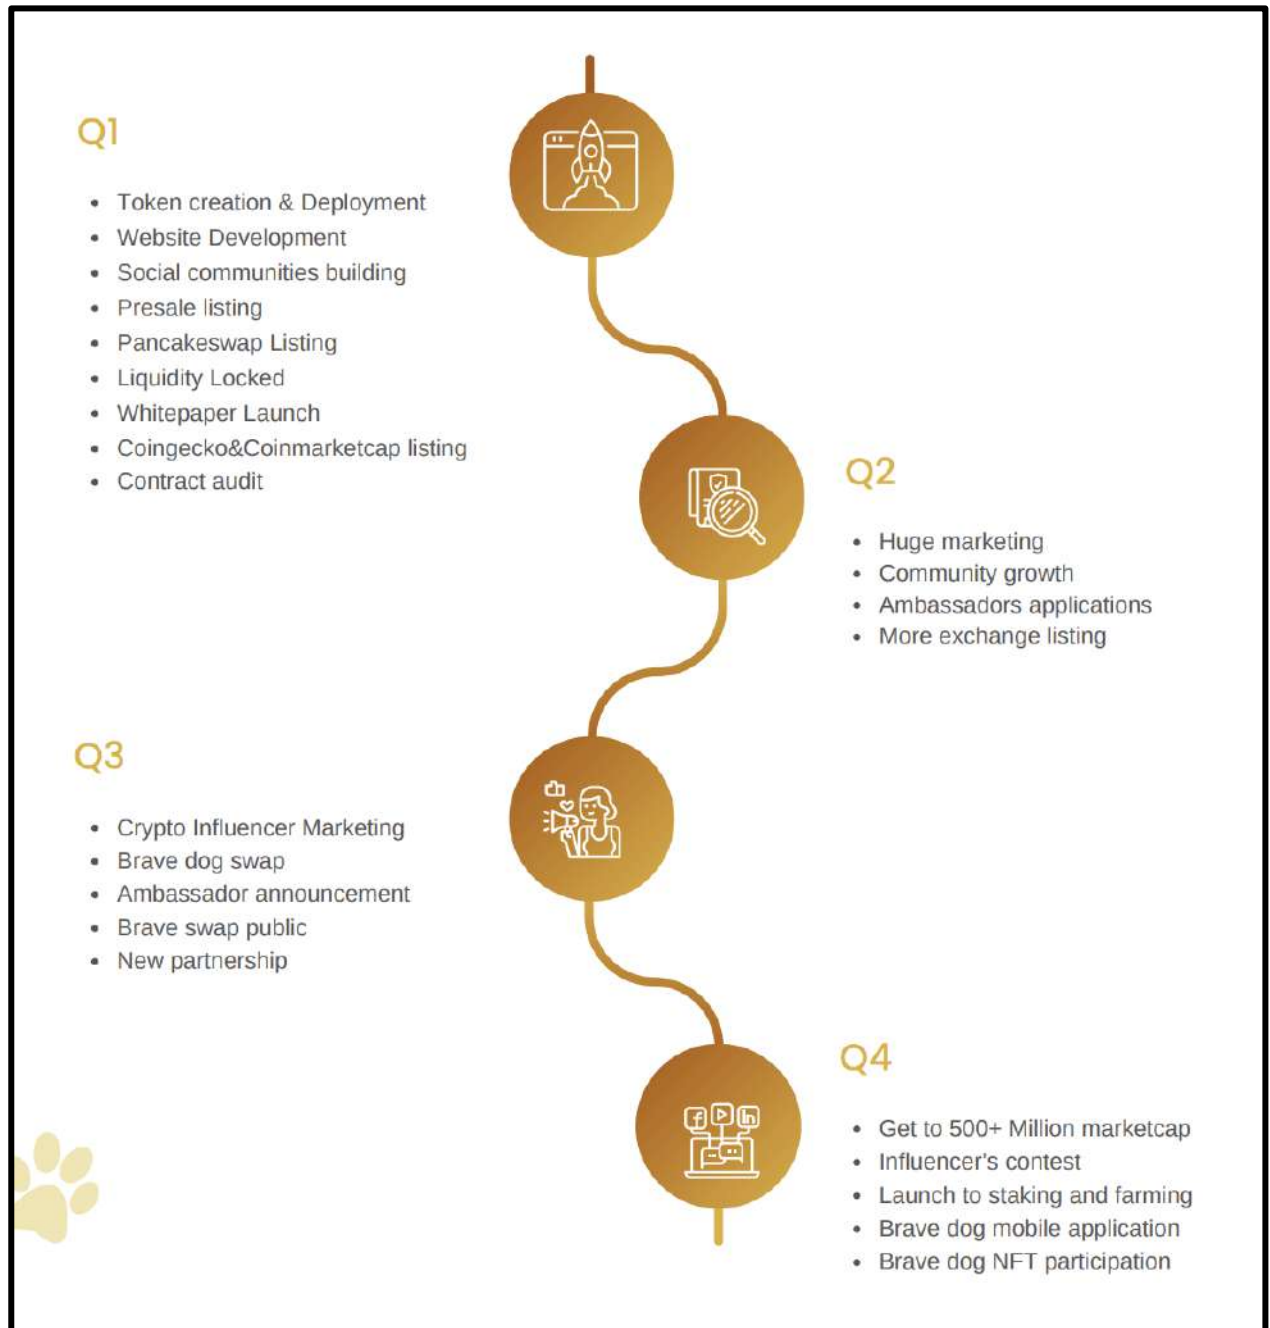 Q1
• Token creation & Deployment
• Website Development
• Social communities building
• Presale listing
• Pancakeswap Listing
• Liquidity Locked
• Whitepaper Launch
• Coingecko&Coinmarketcap listing
• Contract audit
Q2
• Huge marketing
• Community growth
• Ambassadors applications
• More exchange listing
Q3
• Crypto Influencer Marketing
• Brave dog swap
• Ambassador announcement
• Brave swap public
• New partnership
Q4
• Get to 500+ Million marketcap
• Influencer's contest
• Launch to staking and farming
• Brave dog mobile application
• Brave dog NFT participation